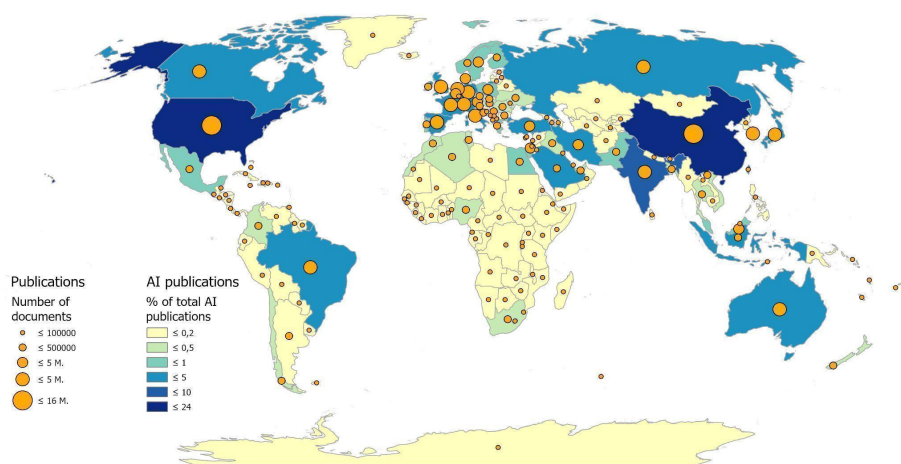 Publications
Number of
documents
≤ 100000
≤ 500000
≤ 5 M.
≤ 5 M.
≤ 16 M.
AI publications
% of total AI
publications
≤ 0,2
≤ 0,5
≤ 1
≤ 5
≤ 10
≤ 24